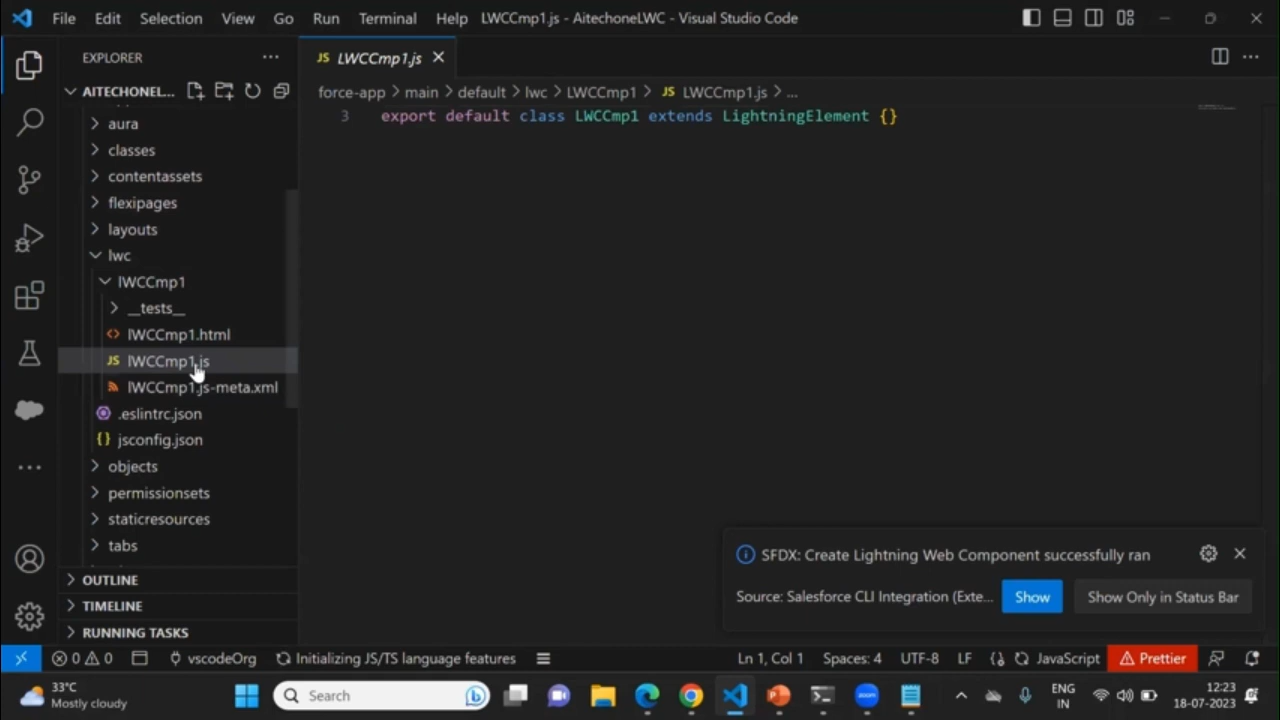 File Edit Selection View Go Run Terminal Help LWCCmp1.js - AitechoneLWC - Visual Studio Code
EXPLORER
AITECHONEL...
aura
classes
contentassets
flexipages
layouts
lwc
lWCCmp1
__tests__
lWCCmp1.html
JS lWCCmp1.js
lWCCmp1.js-meta.xml
.eslintrc.json
{} jsconfig.json
objects
permissionsets
staticresources
tabs
OUTLINE
TIMELINE
RUNNING TASKS
JS LWCCmp1.js
force-app > main > default > lwc > LWCCmp1 > JS LWCCmp1.js > ...
3 export default class LWCCmp1 extends LightningElement {}
SFDX: Create Lightning Web Component successfully ran
Source: Salesforce CLI Integration (Exte... Show Show Only in Status Bar
0 0 vscodeOrg Initializing JS/TS language features Ln 1, Col 1 Spaces: 4 UTF-8 LF JavaScript Prettier
33°C
Mostly cloudy
Search
zoom
ENG
IN
12:23
18-07-2023